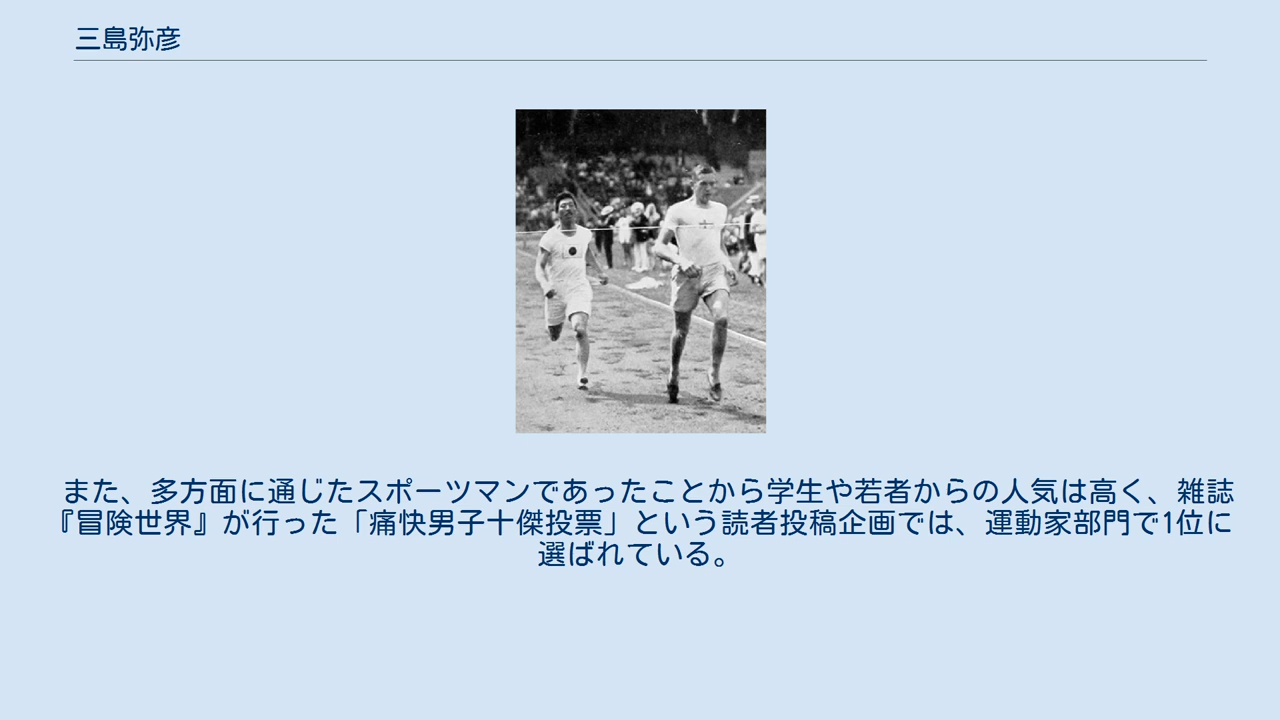 三島弥彦
また、多方面に通じたスポーツマンであったことから学生や若者からの人気は高く、雑誌
『冒険世界』が行った「痛快男子十傑投票」という読者投稿企画では、運動家部門で1位に
選ばれている。